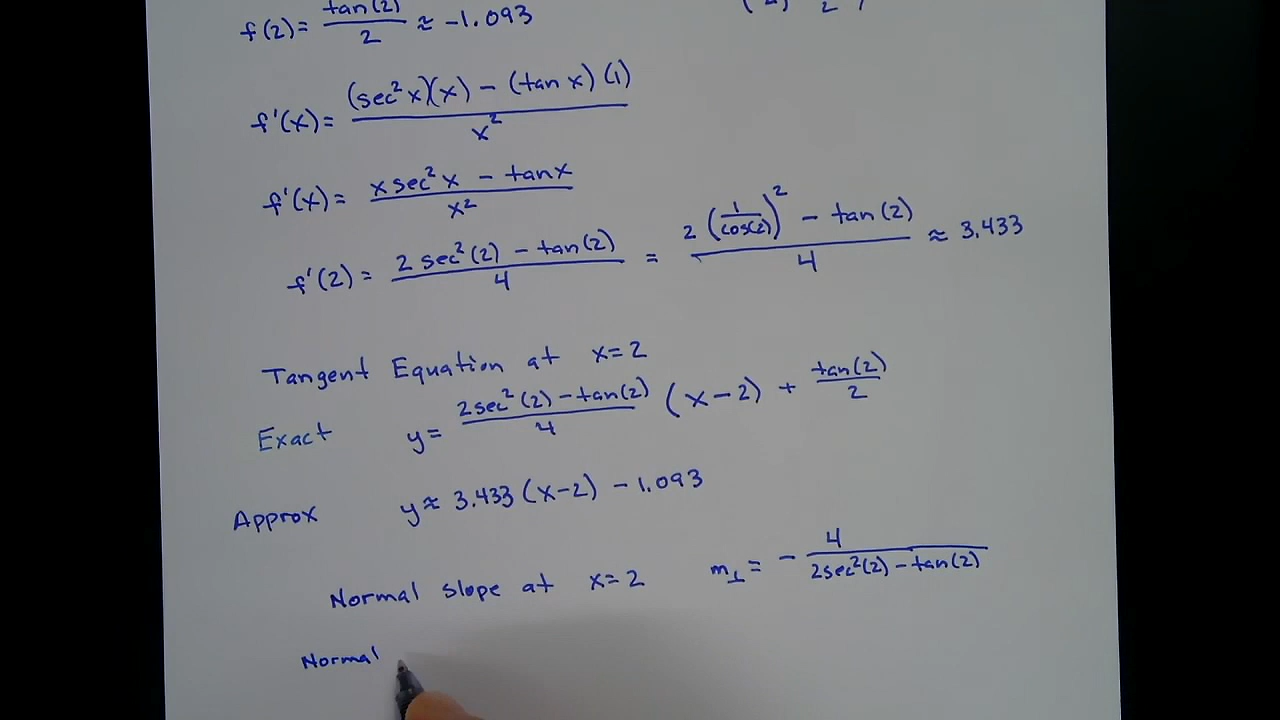 f(2) = tan(2)/2 ≈ -1.093
f'(x) = (sec²x)(x) - (tan x)(1) / x²
f'(x) = x sec²x - tanx / x²
f'(2) = 2 sec²(2) - tan(2) / 4 = 2 (1/cos(2))² - tan(2) / 4 ≈ 3.433
Tangent Equation at x=2
Exact y = 2sec²(2) - tan(2) / 4 (x-2) + tan(2)/2
Approx y ≈ 3.433 (x-2) - 1.093
Normal slope at x=2 m⊥ = - 4 / 2sec²(2) - tan(2)
Normal